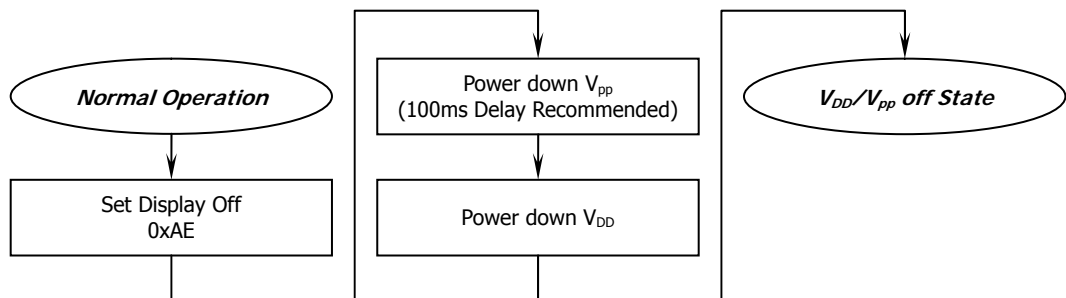 Normal Operation
Set Display Off
0xAE
Power down Vpp
(100ms Delay Recommended)
Power down VDD
VDD/Vpp off State